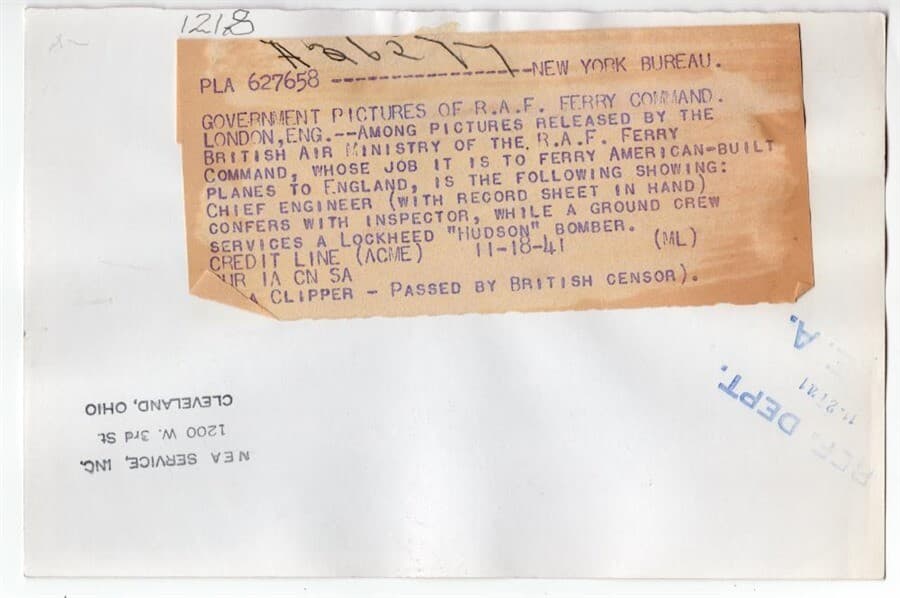 1218
A26277
PLA 627658 ------------------NEW YORK BUREAU.
GOVERNMENT PICTURES OF R.A.F. FERRY COMMAND.
LONDON, ENG.--AMONG PICTURES RELEASED BY THE
BRITISH AIR MINISTRY OF THE R.A.F. FERRY
COMMAND, WHOSE JOB IT IS TO FERRY AMERICAN-BUILT
PLANES TO ENGLAND, IS THE FOLLOWING SHOWING:
CHIEF ENGINEER (WITH RECORD SHEET IN HAND)
CONFERS WITH INSPECTOR, WHILE A GROUND CREW
SERVICES A LOCKHEED "HUDSON" BOMBER.
CREDIT LINE (ACME) 11-18-41 (ML)
UR IA CN SA
A CLIPPER - PASSED BY BRITISH CENSOR).
REF. DEPT.
E. A.
NEA SERVICE, INC.
1200 W. 3rd St
CLEVELAND, OHIO